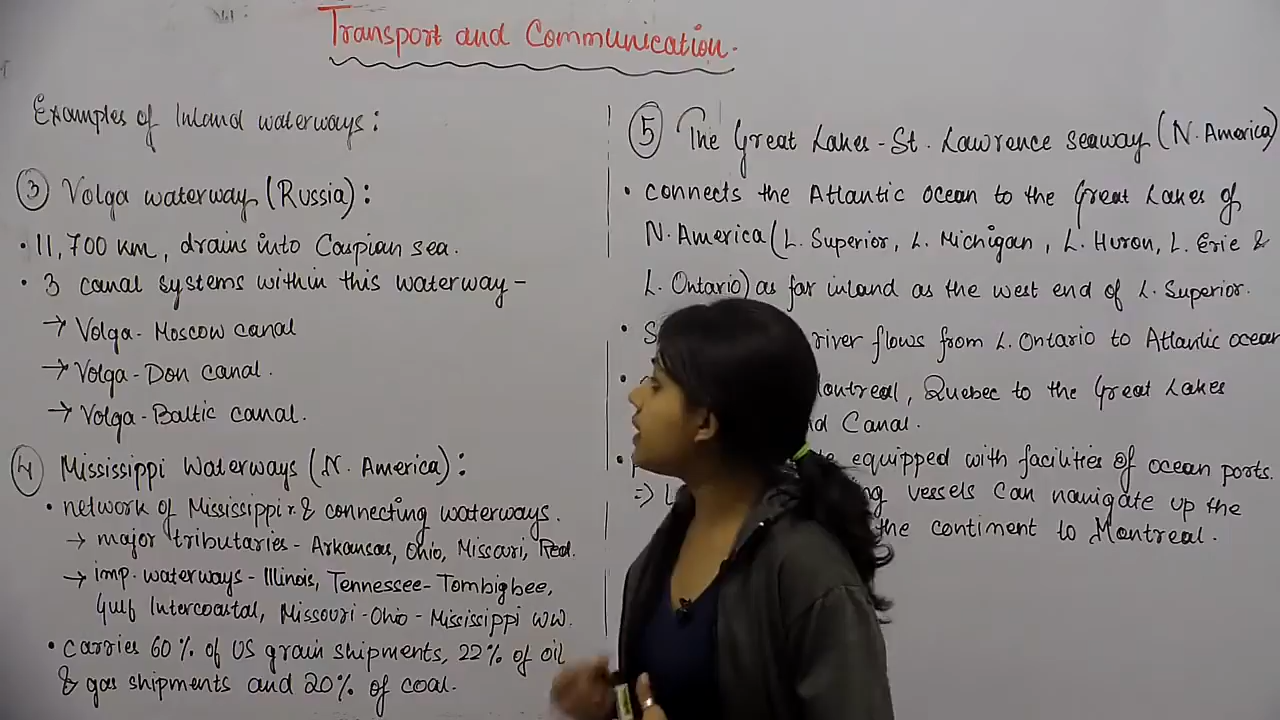 Transport and Communication.
Examples of Inland waterways:
③ Volga waterway (Russia):
• 11,700 km, drains into Caspian sea.
• 3 canal systems within this waterway -
→ Volga-Moscow canal
→ Volga-Don canal.
→ Volga-Baltic canal.
④ Mississippi Waterways (N. America):
• network of Mississippi r. & connecting waterways.
→ major tributaries - Arkansas, Ohio, Missouri, Red.
→ imp. waterways - Illinois, Tennessee-Tombigbee,
Gulf Intercoastal, Missouri-Ohio-Mississippi ww.
• carries 60% of US grain shipments, 22% of oil
& gas shipments and 20% of coal.
⑤ The Great Lakes - St. Lawrence seaway (N. America)
• connects the Atlantic ocean to the Great Lakes of
N. America (L. Superior, L. Michigan, L. Huron, L. Erie &
L. Ontario) as far inland as the west end of L. Superior.
• river flows from L. Ontario to Atlantic ocean
• Montreal, Quebec to the Great Lakes
Canal.
• equipped with facilities of ocean ports.
⇒ vessels can navigate up the
the continent to Montreal.